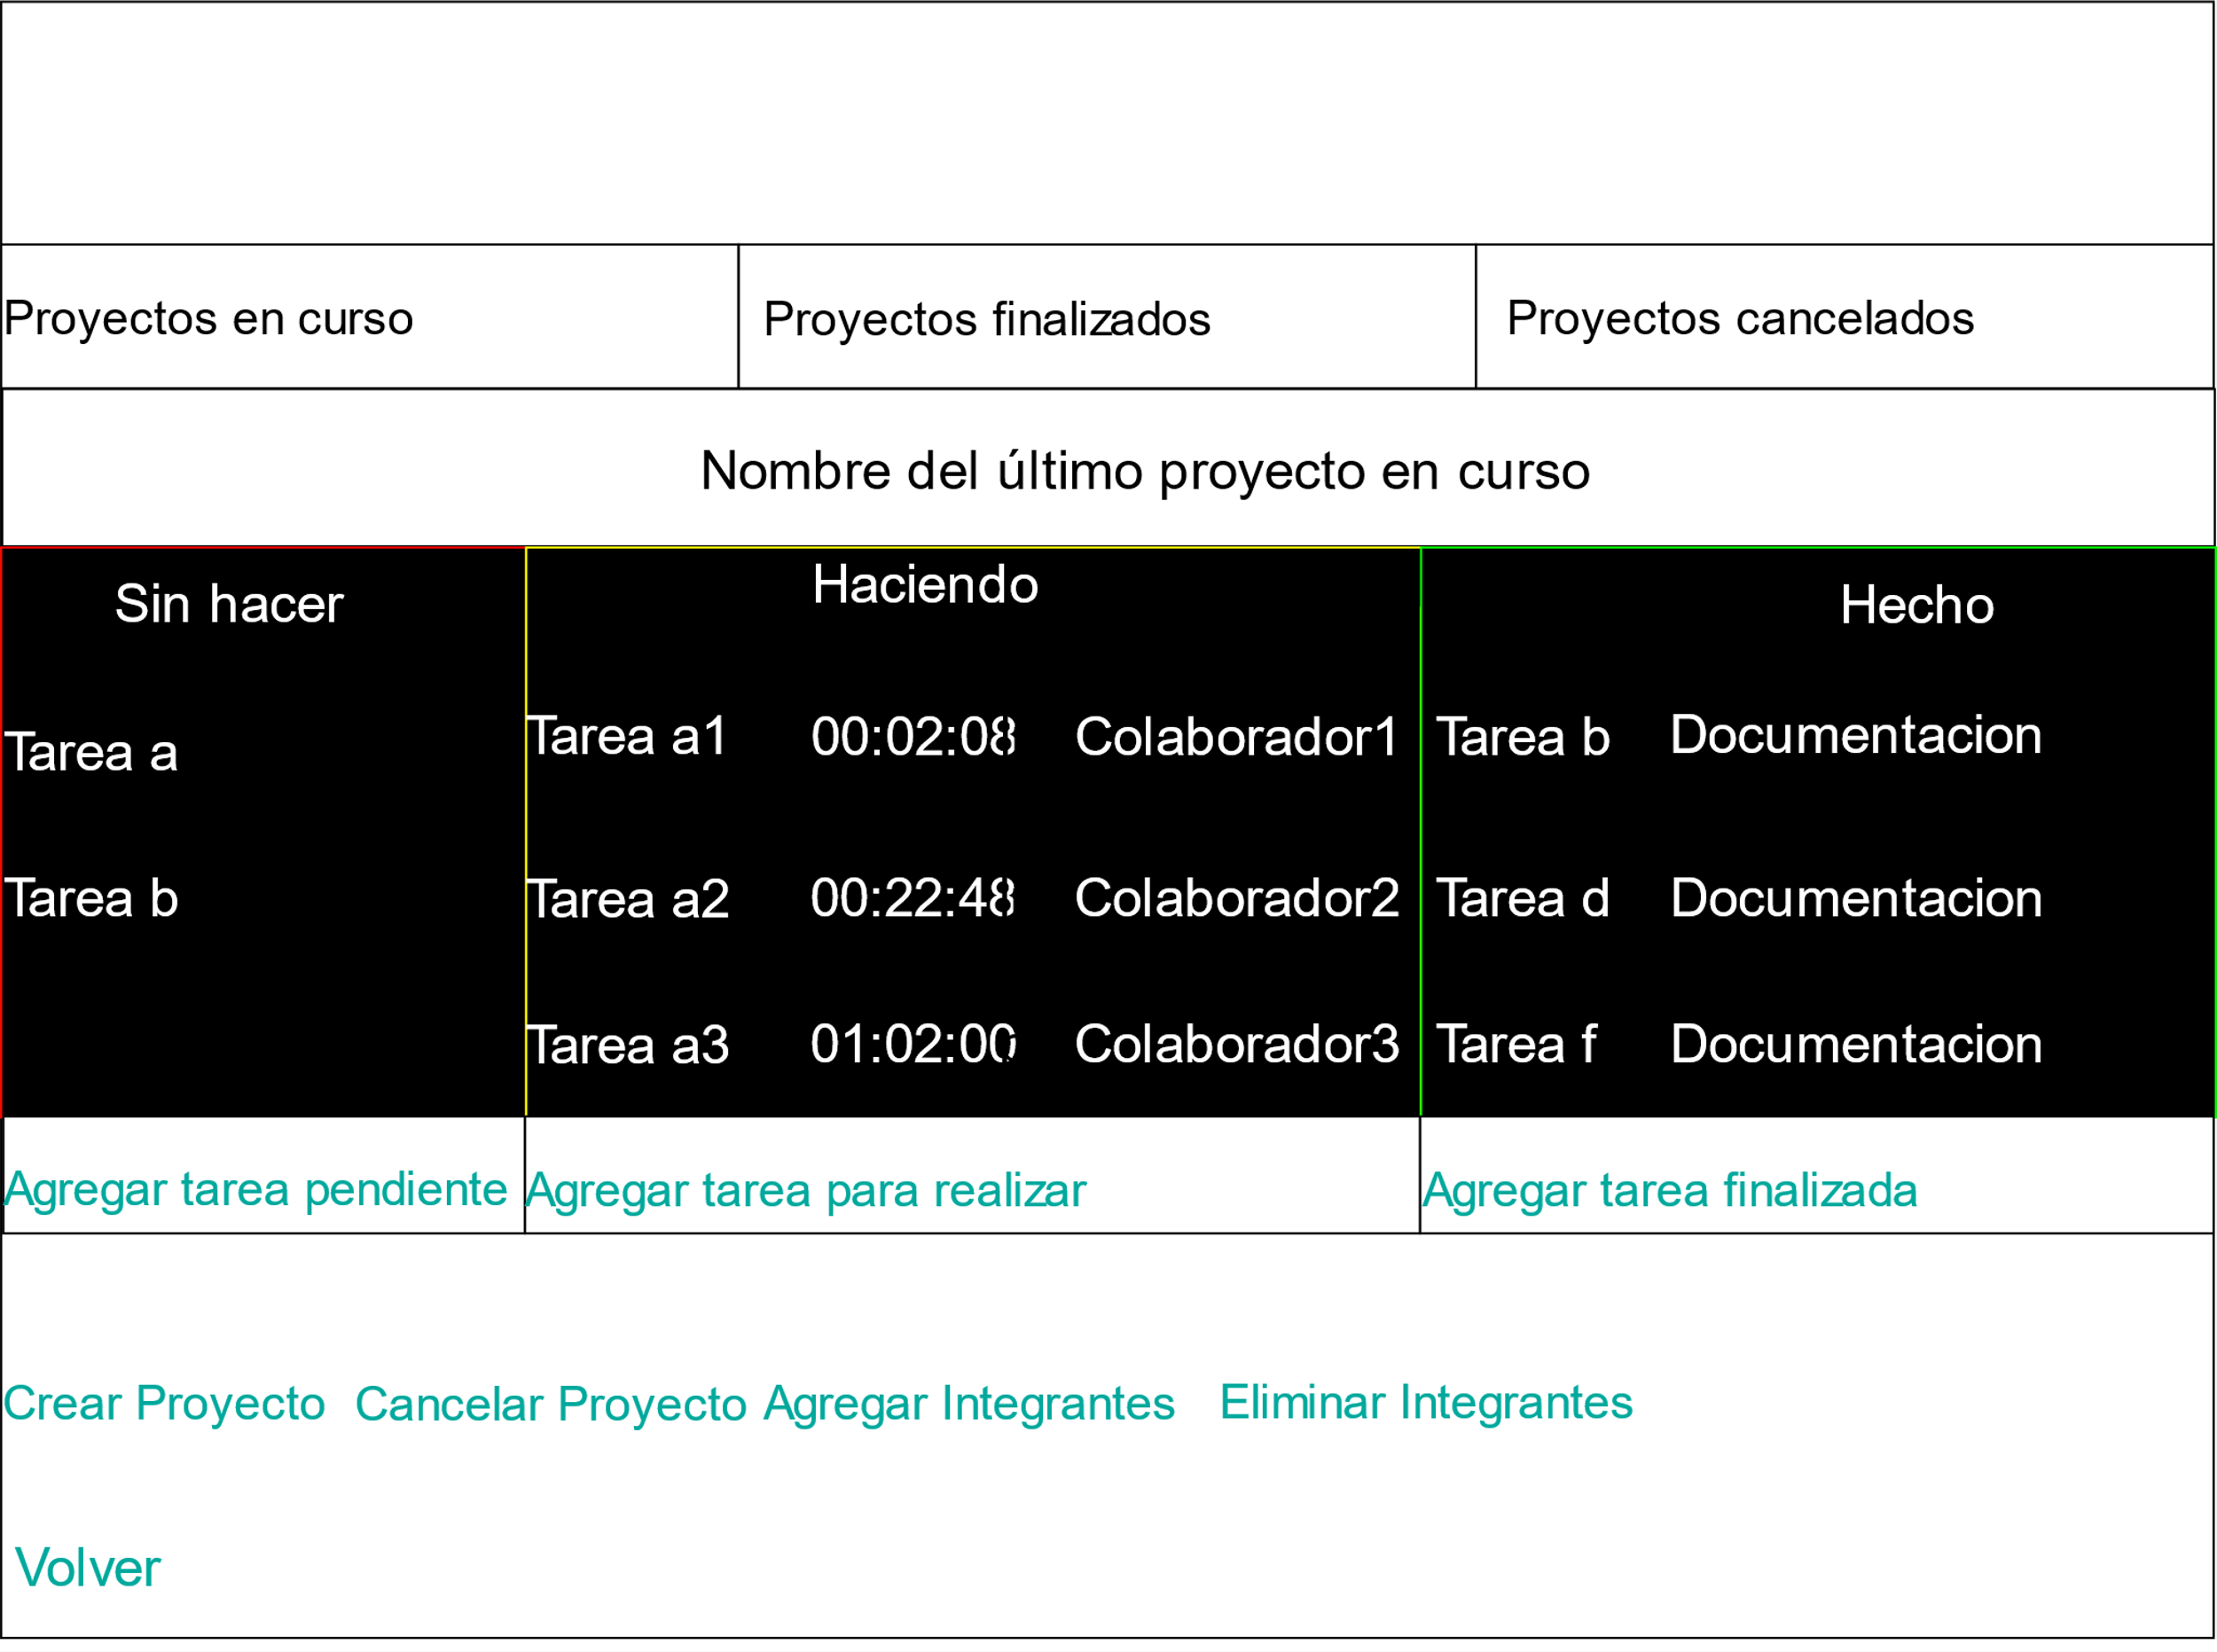 Proyectos en curso Proyectos finalizados Proyectos cancelados
Nombre del último proyecto en curso
Sin hacer Haciendo Hecho
Tarea a Tarea a1 00:02:08 Colaborador1 Tarea b Documentacion
Tarea b Tarea a2 00:22:48 Colaborador2 Tarea d Documentacion
Tarea a3 01:02:00 Colaborador3 Tarea f Documentacion
Agregar tarea pendiente Agregar tarea para realizar Agregar tarea finalizada
Crear Proyecto Cancelar Proyecto Agregar Integrantes Eliminar Integrantes
Volver